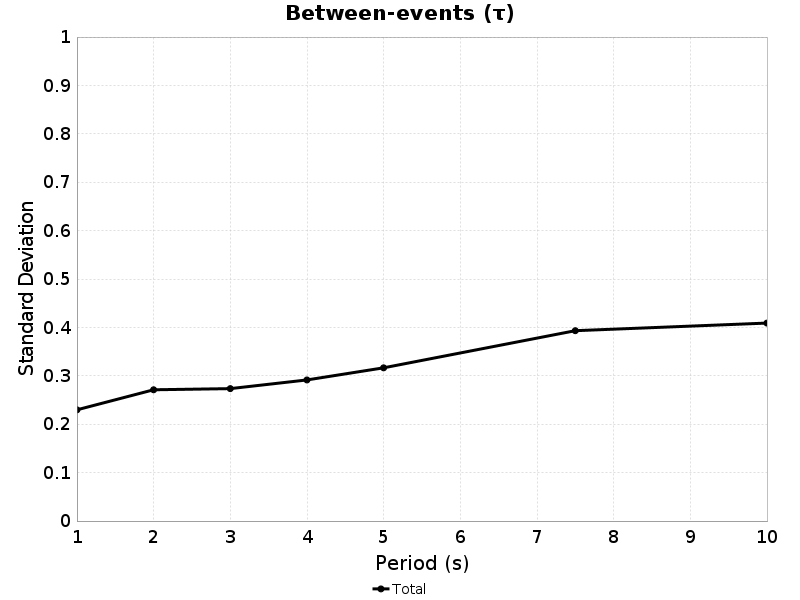 Between-events (τ)
1
0.9
0.8
0.7
0.6
0.5
0.4
0.3
0.2
0.1
0
Standard Deviation
1 2 3 4 5 6 7 8 9 10
Period (s)
Total